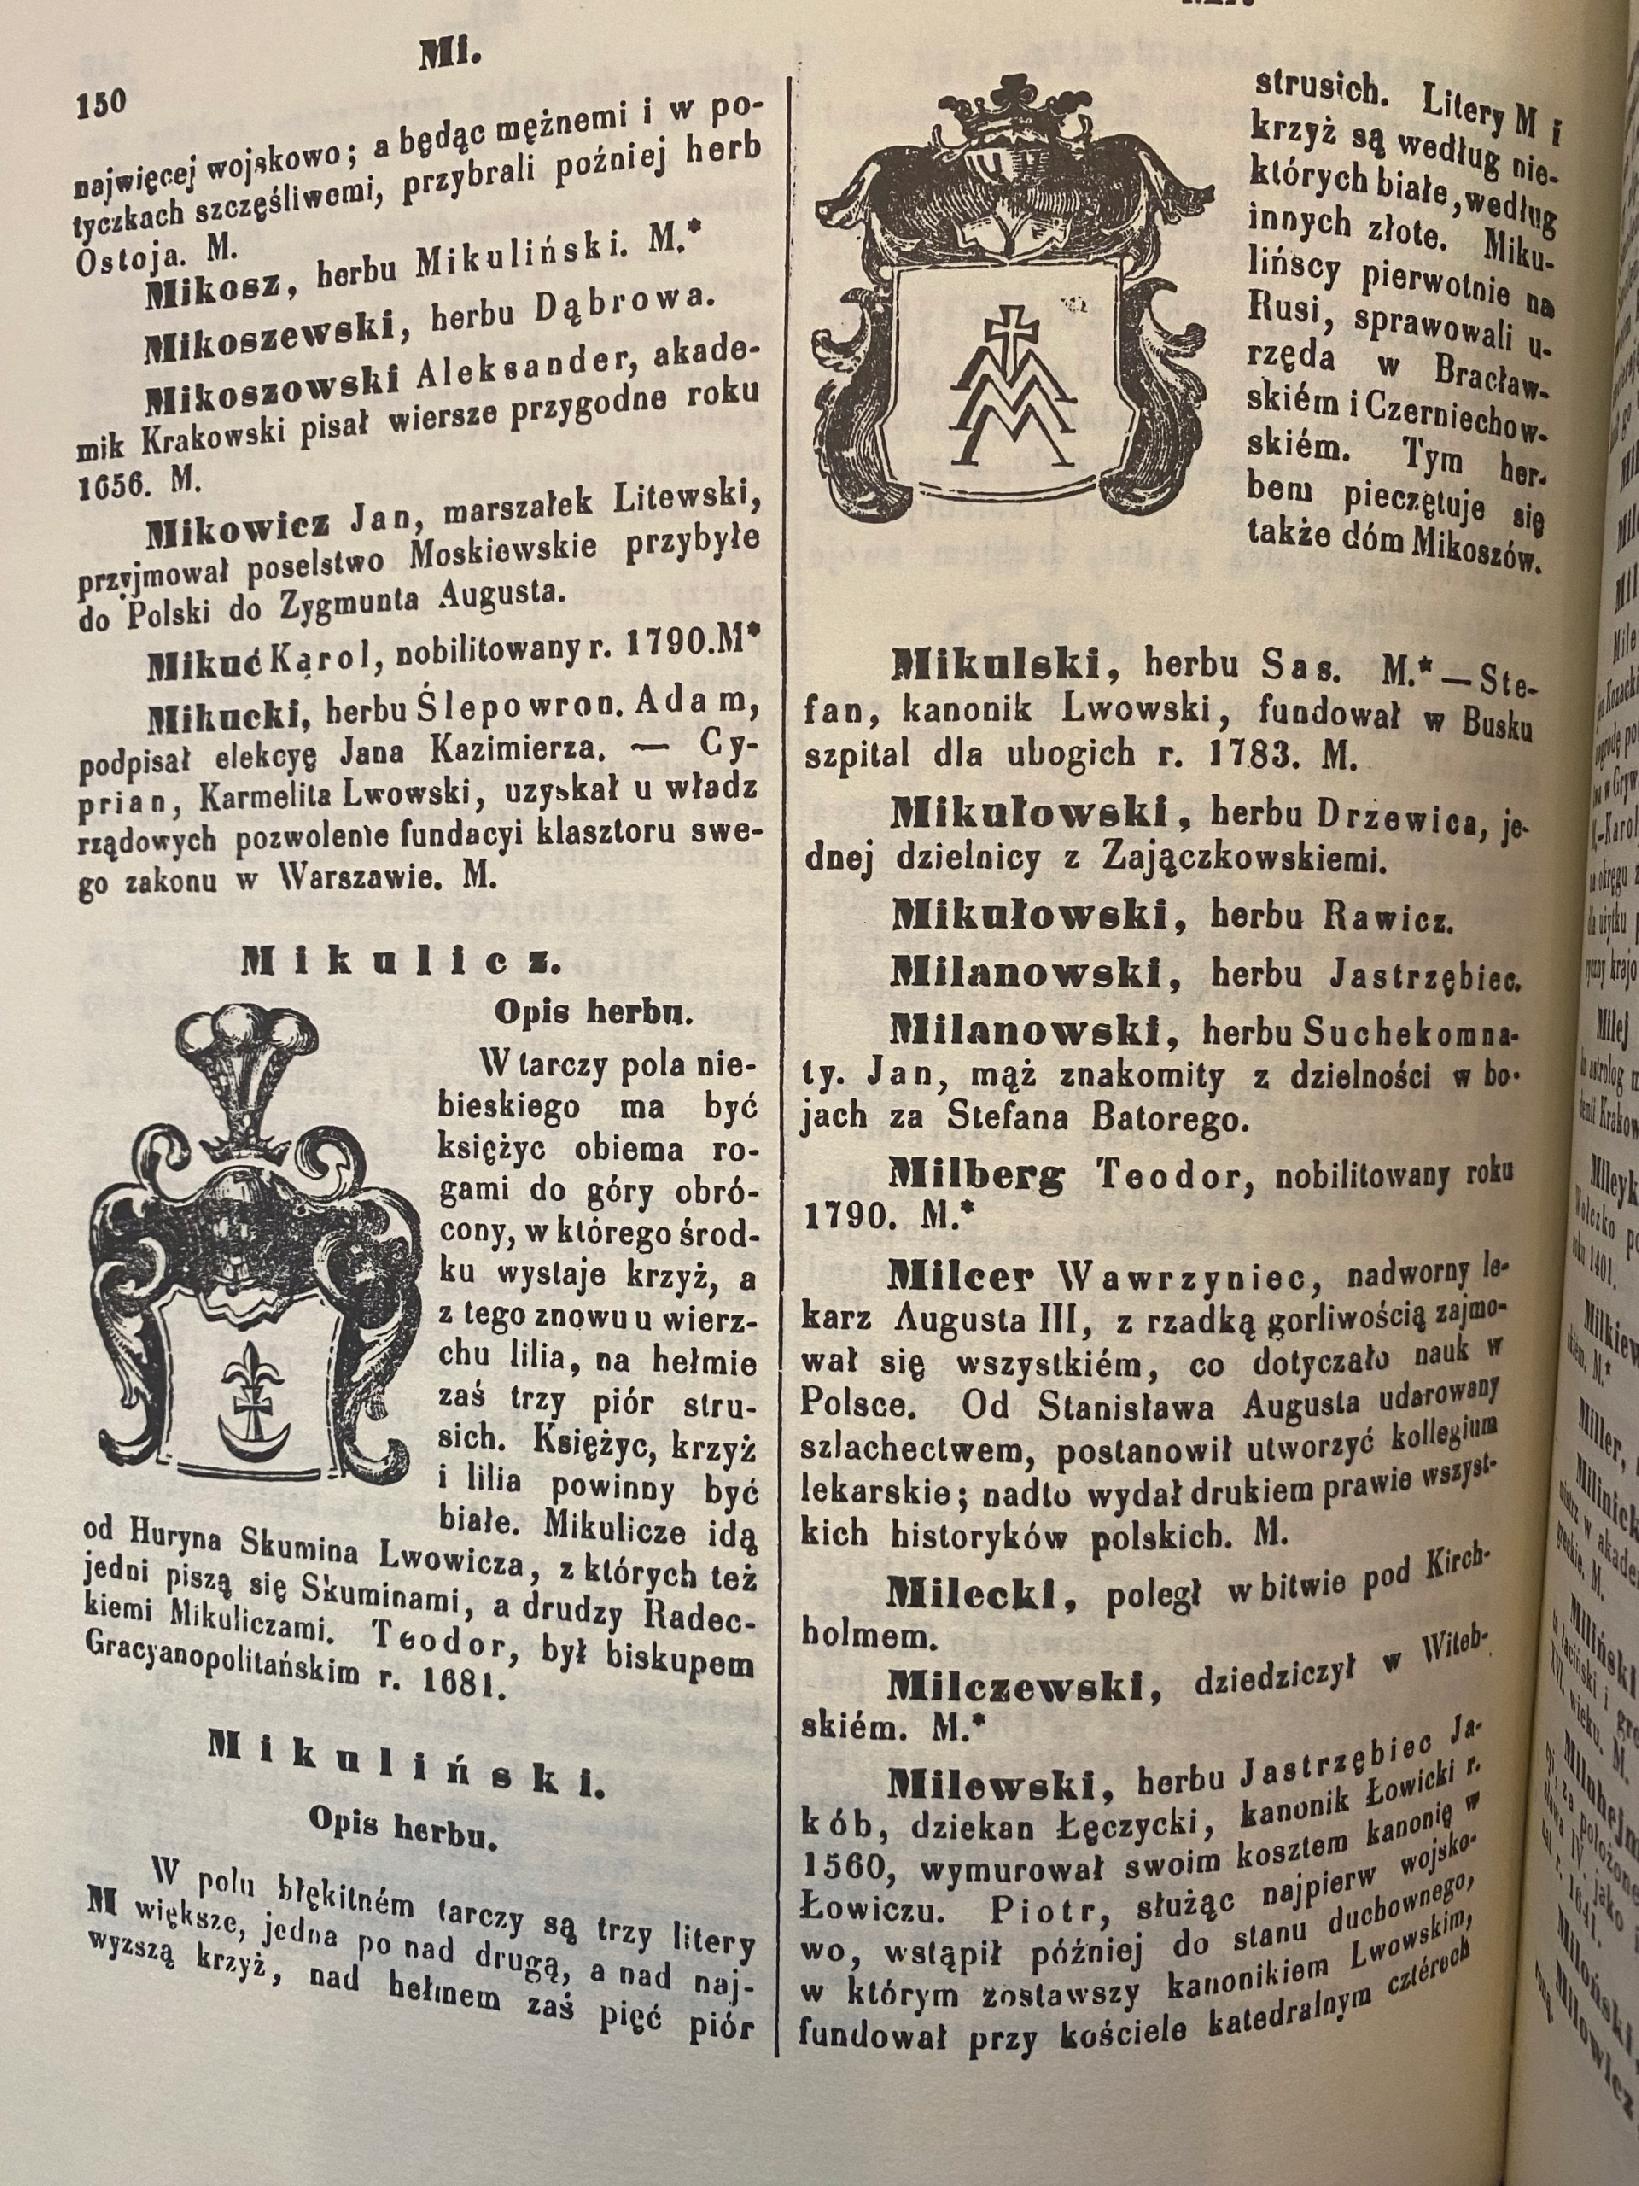 Mi.
150
najwięcej wojskowo; a będąc mężnemi i w po-
tyczkach szczęśliwemi, przybrali poźniej herb
Ostoja. M.
Mikosz, herbu Mikuliński. M.*
Mikoszewski, herbu Dąbrowa.
Mikoszowski Aleksander, akade-
mik Krakowski pisał wiersze przygodne roku
1656. M.
Mikowicz Jan, marszałek Litewski,
przyjmował poselstwo Moskiewskie przybyłe
do Polski do Zygmunta Augusta.
Mikuć Karol, nobilitowany r. 1790. M*
Mikucki, herbu Ślepowron. Adam,
podpisał elekcyę Jana Kazimierza. — Cy-
prian, Karmelita Lwowski, uzyskał u władz
rządowych pozwolenie fundacyi klasztoru swe-
go zakonu w Warszawie. M.
Mikulicz.
Opis herbu.
W tarczy pola nie-
bieskiego ma być
księżyc obiema ro-
gami do góry obró-
cony, w którego środ-
ku wystaje krzyż, a
z tego znowu u wierz-
chu lilia, na hełmie
zaś trzy piór stru-
sich. Księżyc, krzyż
i lilia powinny być
białe. Mikulicze idą
od Huryna Skumina Lwowicza, z których też
jedni piszą się Skuminami, a drudzy Radec-
kiemi Mikuliczami. Teodor, był biskupem
Gracyanopolitańskim r. 1681.
Mikuliński.
Opis herbu.
W polu błękitném tarczy są trzy litery
M większe, jedna po nad drugą, a nad naj-
wyzszą krzyż, nad hełmem zaś pięć piór
strusich. Litery M i
krzyż są według nie-
których białe, według
innych złote. Miku-
lińscy pierwotnie na
Rusi, sprawowali u-
rzęda w Bracław-
skiém i Czerniechow-
skiém. Tym her-
bem pieczętuje się
także dóm Mikoszów.
Mikulski, herbu Sas. M.* — Ste-
fan, kanonik Lwowski, fundował w Busku
szpital dla ubogich r. 1783. M.
Mikułowski, herbu Drzewica, je-
dnej dzielnicy z Zajączkowskiemi.
Mikułowski, herbu Rawicz.
Milanowski, herbu Jastrzębiec.
Milanowski, herbu Suchekomna-
ty. Jan, mąż znakomity z dzielności w bo-
jach za Stefana Batorego.
Milberg Teodor, nobilitowany roku
1790. M.*
Milcer Wawrzyniec, nadworny le-
karz Augusta III, z rzadką gorliwością zajmo-
wał się wszystkiém, co dotyczało nauk w
Polsce. Od Stanisława Augusta udarowany
szlachectwem, postanowił utworzyć kollegium
lekarskie; nadto wydał drukiem prawie wszyst-
kich historyków polskich. M.
Milecki, poległ w bitwie pod Kirch-
holmem.
Milczewski, dziedziczył w Witeb-
skiém. M.*
Milewski, herbu Jastrzębiec Ja-
kób, dziekan Łęczycki, kanonik Łowicki r.
1560, wymurował swoim kosztem kanonię w
Łowiczu. Piotr, służąc najpierw wojsko-
wo, wstąpił później do stanu duchownego,
w którym zostawszy kanonikiem Lwowskim,
fundował przy kościele katedralnym cztérech